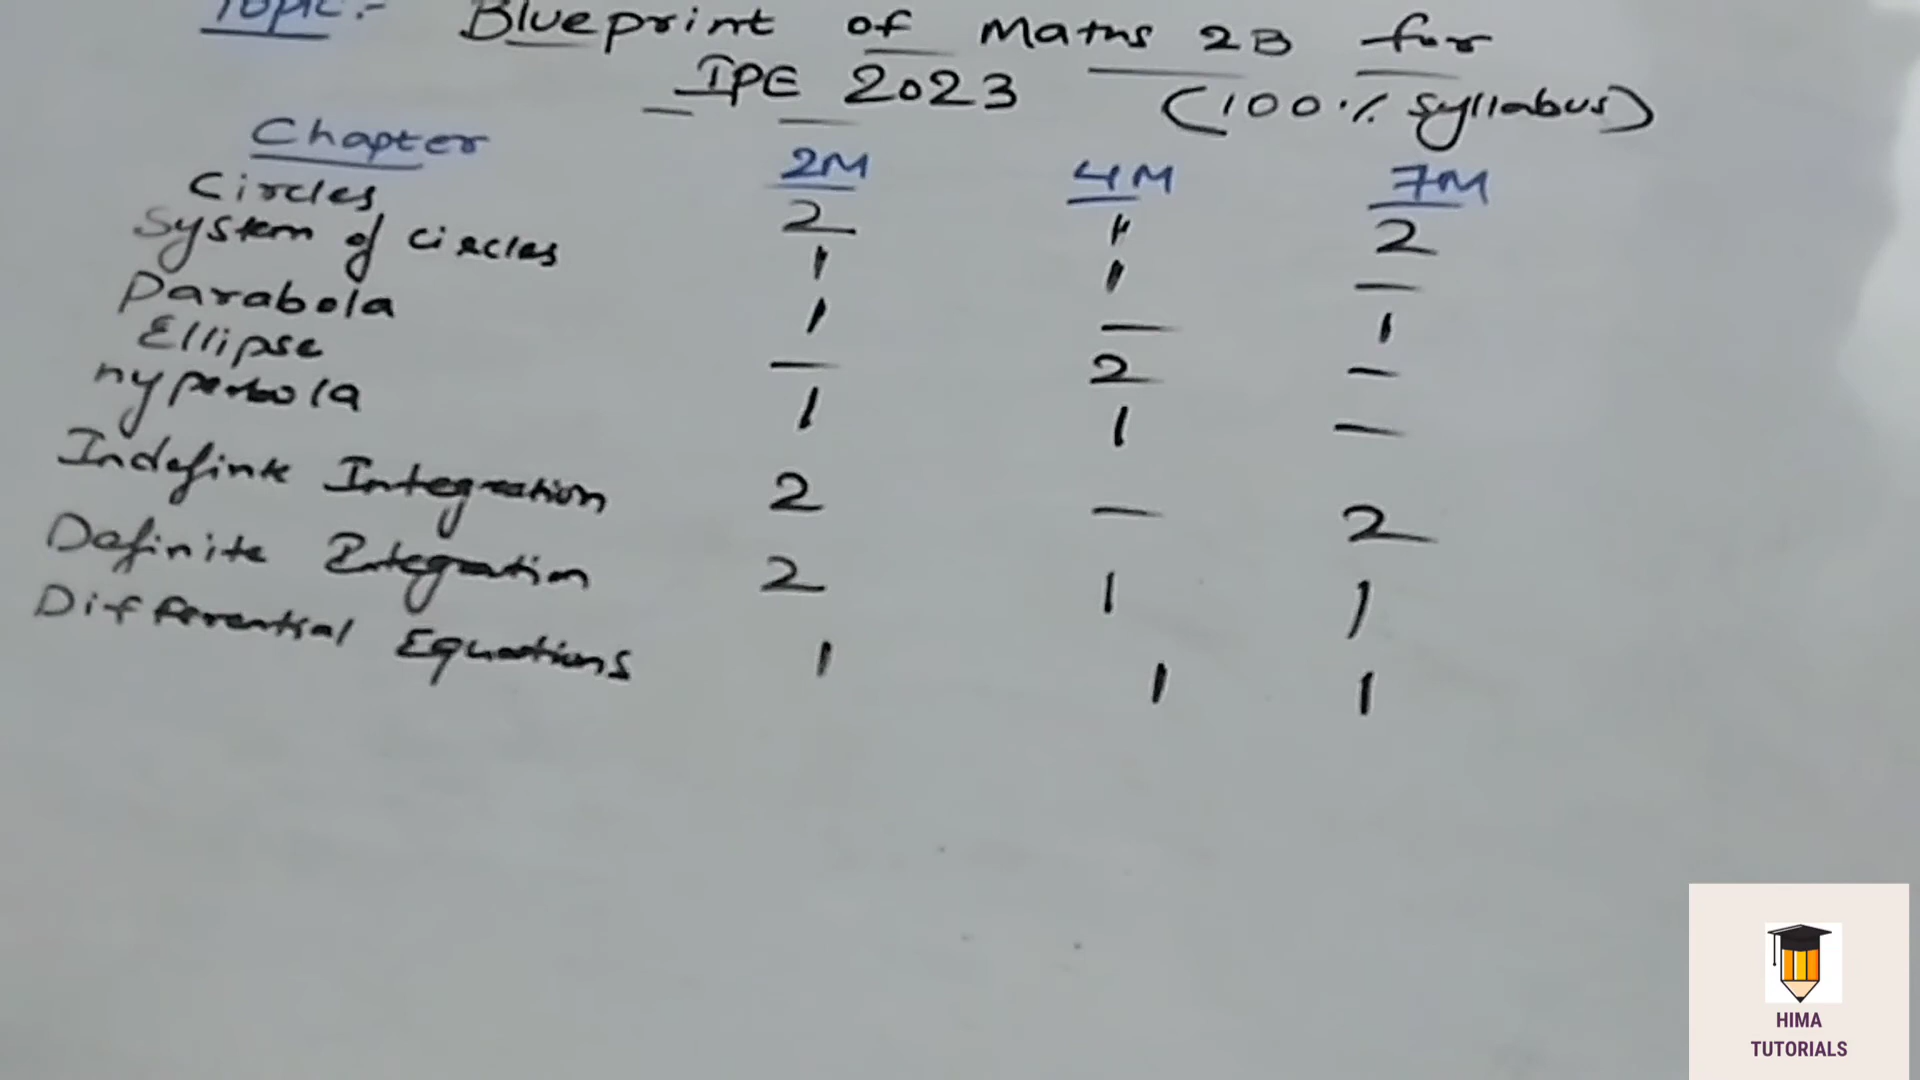 Topic:- Blueprint of Maths 2B for
IPE 2023 (100% syllabus)
Chapter 2M 4M 7M
Circles 2 1 2
System of circles 1 1 —
Parabola 1 — 1
Ellipse — 2 —
Hyperbola 1 1 —
Indefinite Integration 2 — 2
Definite Integration 2 1 1
Differential Equations 1 1 1
HIMA
TUTORIALS